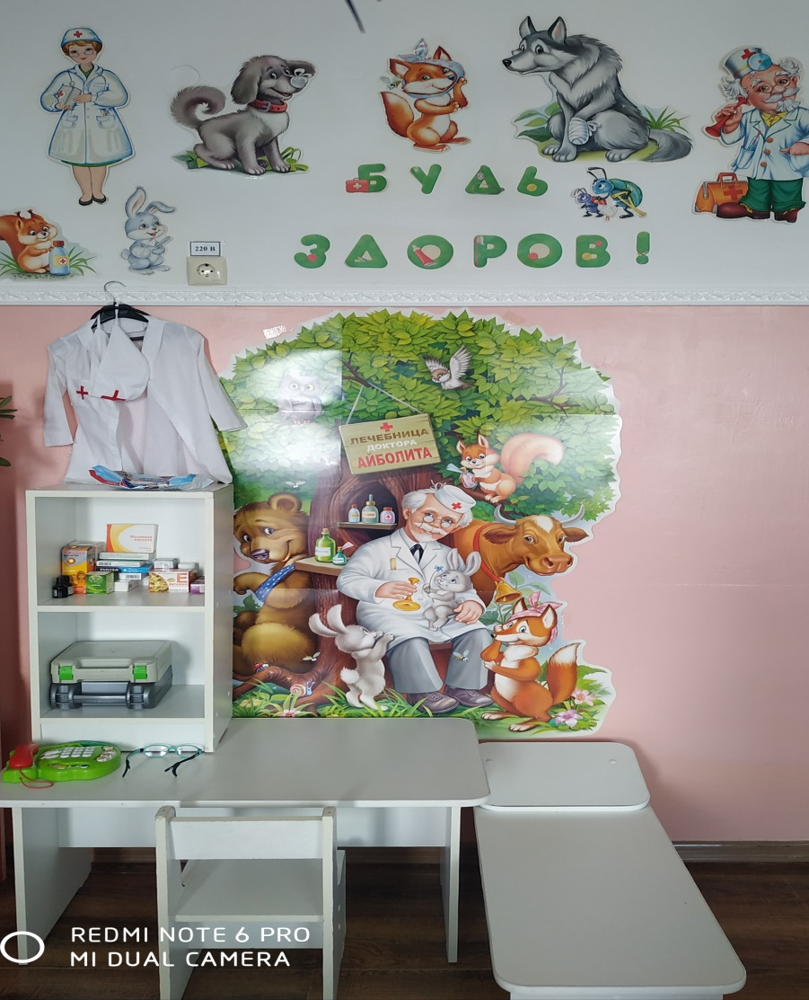 БУДЬ
220 В
ЗДОРОВ!
ЛЕЧЕБНИЦА
ДОКТОРА
АЙБОЛИТА
REDMI NOTE 6 PRO
MI DUAL CAMERA